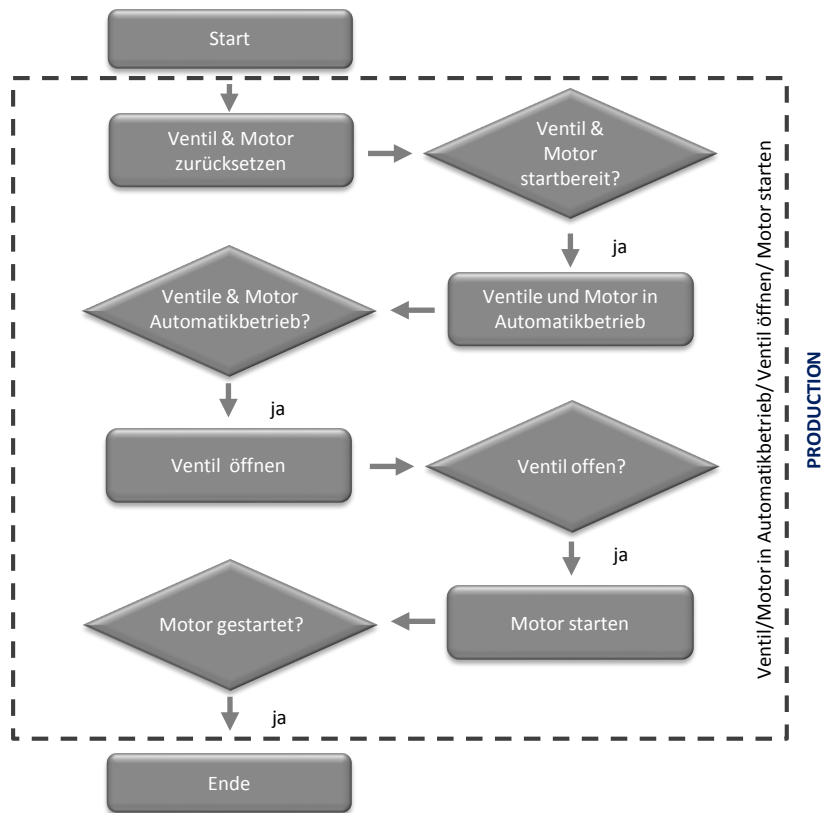 Start
Ventil & Motor
zurücksetzen
Ventil &
Motor
startbereit?
ja
Ventile und Motor in
Automatikbetrieb
Ventile & Motor
Automatikbetrieb?
ja
Ventil öffnen
Ventil offen?
ja
Motor starten
Motor gestartet?
ja
Ende
Ventil/Motor in Automatikbetrieb/ Ventil öffnen/ Motor starten
PRODUCTION